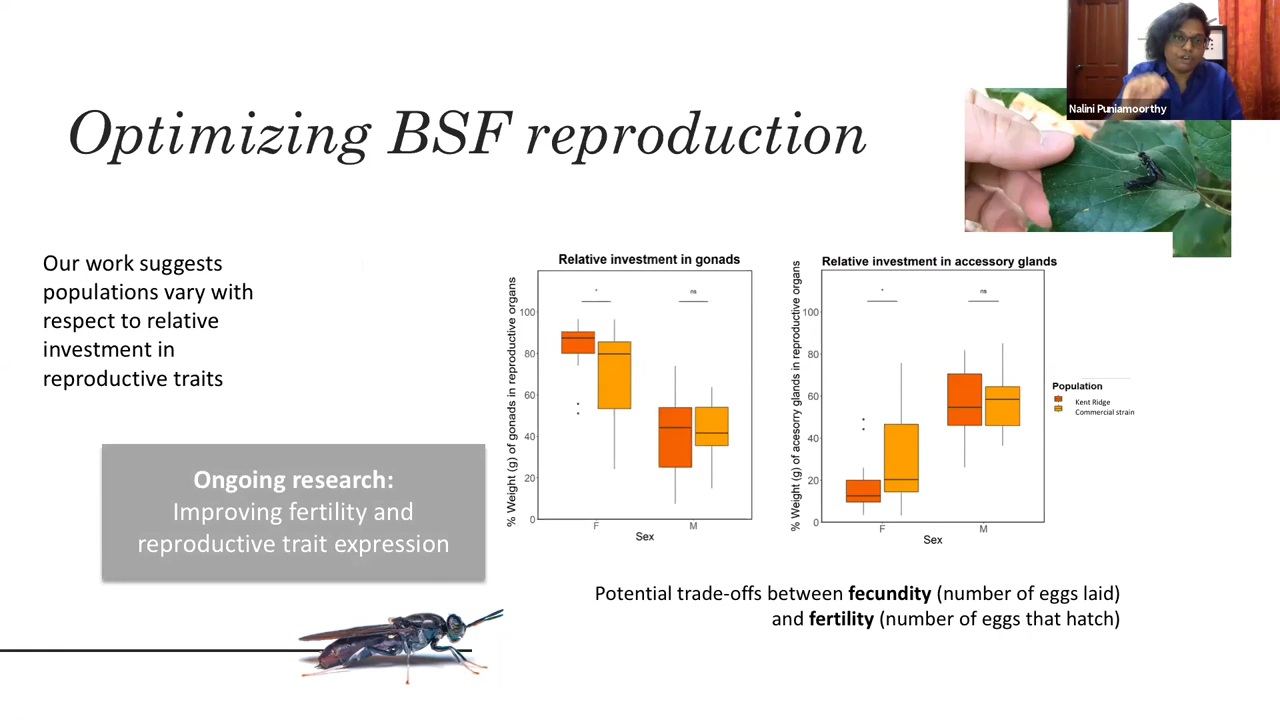 Nalini Puniamoorthy
Optimizing BSF reproduction
Our work suggests
populations vary with
respect to relative
investment in
reproductive traits
Ongoing research:
Improving fertility and
reproductive trait expression
Relative investment in gonads
% Weight (g) of gonads in reproductive organs
100
80
60
40
20
0
*
ns
F
M
Sex
Relative investment in accessory glands
% Weight (g) of acesorry glands in reproductive organs
100
80
60
40
20
0
*
ns
F
M
Sex
Population
Kent Ridge
Commercial strain
Potential trade-offs between fecundity (number of eggs laid)
and fertility (number of eggs that hatch)